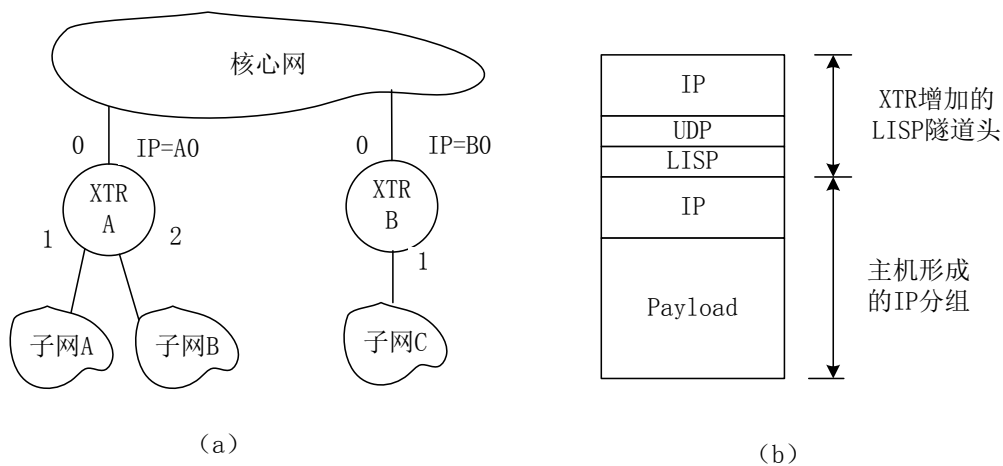 核心网
0
IP=A0
0
IP=B0
XTR
A
XTR
B
1
2
1
子网A
子网B
子网C
(a)
IP
UDP
LISP
IP
Payload
XTR增加的
LISP隧道头
主机形成
的IP分组
(b)